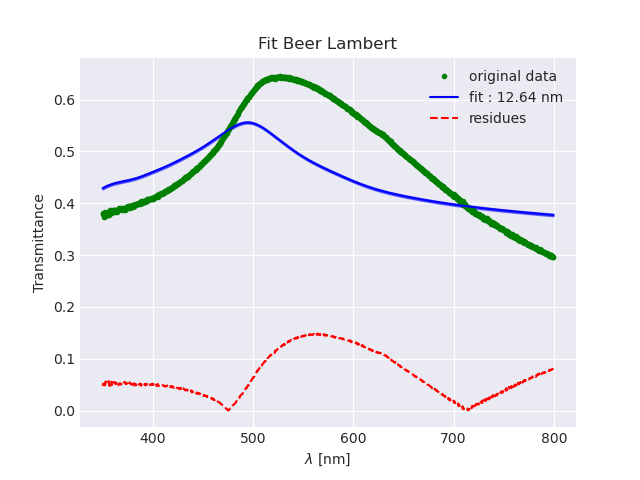 Fit Beer Lambert
original data
fit : 12.64 nm
residues
Transmittance
0.6
0.5
0.4
0.3
0.2
0.1
0.0
400 500 600 700 800
λ [nm]